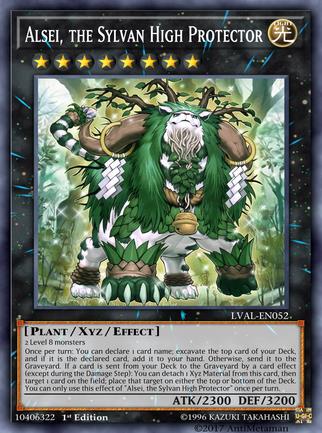 Alsei, the Sylvan High Protector
LIGHT
光
LVAL-EN052
[Plant / Xyz / Effect]
2 Level 8 monsters
Once per turn: You can declare 1 card name; excavate the top card of your Deck,
and if it is the declared card, add it to your hand. Otherwise, send it to the
Graveyard. If a card is sent from your Deck to the Graveyard by a card effect
(except during the Damage Step): You can detach 1 Xyz Material from this card, then
target 1 card on the field; place that target on either the top or bottom of the Deck.
You can only use this effect of "Alsei, the Sylvan High Protector" once per turn.
ATK/2300 DEF/3200
10406322 1st Edition ©1996 KAZUKI TAKAHASHI
©2017 AntiMetaman